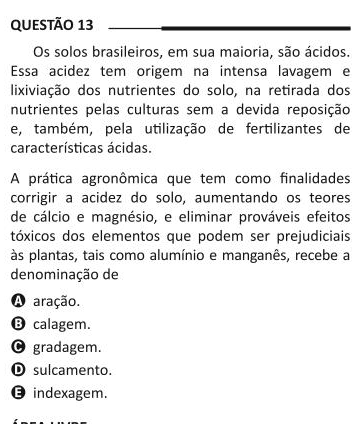 QUESTÃO 13
Os solos brasileiros, em sua maioria, são ácidos.
Essa acidez tem origem na intensa lavagem e
lixiviação dos nutrientes do solo, na retirada dos
nutrientes pelas culturas sem a devida reposição
e, também, pela utilização de fertilizantes de
características ácidas.
A prática agronômica que tem como finalidades
corrigir a acidez do solo, aumentando os teores
de cálcio e magnésio, e eliminar prováveis efeitos
tóxicos dos elementos que podem ser prejudiciais
às plantas, tais como alumínio e manganês, recebe a
denominação de
A aração.
B calagem.
C gradagem.
D sulcamento.
E indexagem.
ÁREA LIVRE